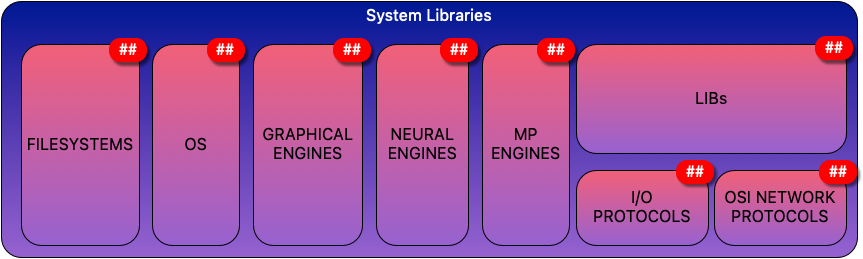 System Libraries
##
##
##
##
##
##
FILESYSTEMS
OS
GRAPHICAL
ENGINES
NEURAL
ENGINES
MP
ENGINES
LIBs
##
##
I/O
PROTOCOLS
OSI NETWORK
PROTOCOLS